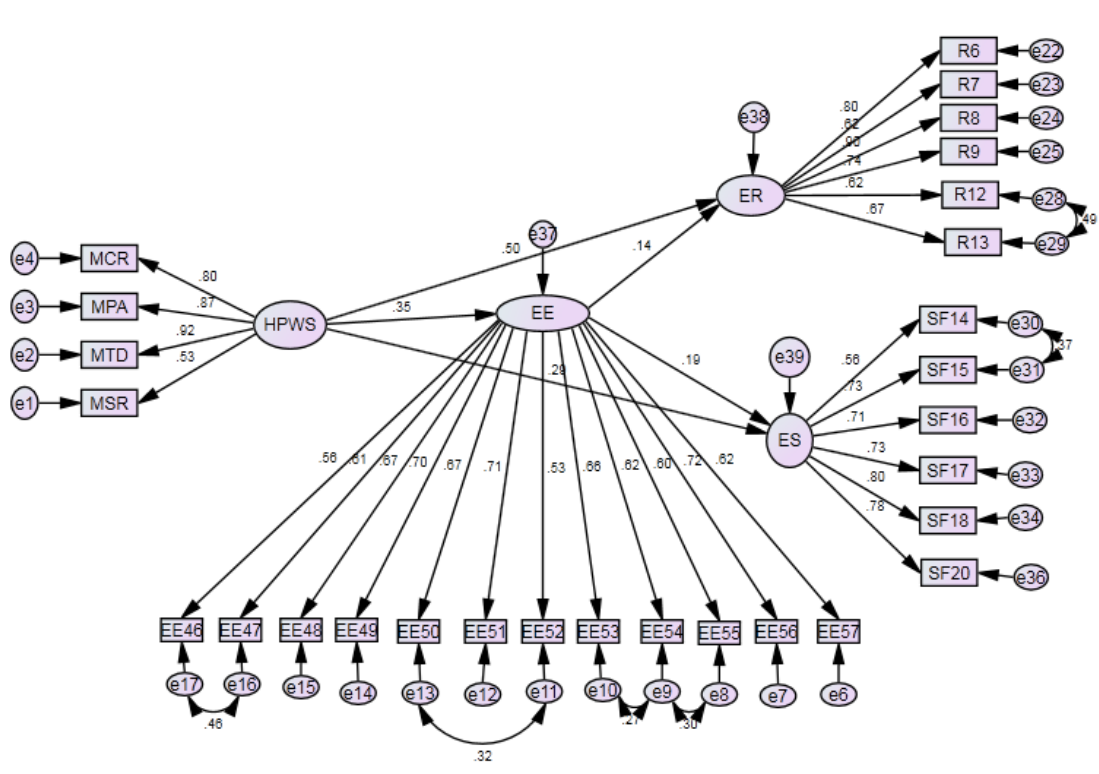 R6 e22
R7 e23
.80
.62
e38
R8 e24
.90
R9 e25
.74
.62
ER
R12 e28
.67
.49
e37
.50
.14
R13 e29
e4 MCR
.80
e3 MPA
.87
.35
EE
HPWS
SF14 e30
.92
e2 MTD
.53
.19
e39
.56
.37
.29
SF15 e31
.73
e1 MSR
.71
SF16 e32
ES
.73
.56 .61 .67 .70 .67 .71 .53 .66 .62 .60 .72 .62
SF17 e33
.80
.78
SF18 e34
SF20 e36
EE46 EE47 EE48 EE49 EE50 EE51 EE52 EE53 EE54 EE55 EE56 EE57
e17 e16 e15 e14 e13 e12 e11 e10 e9 e8 e7 e6
.46 .27 .30
.32